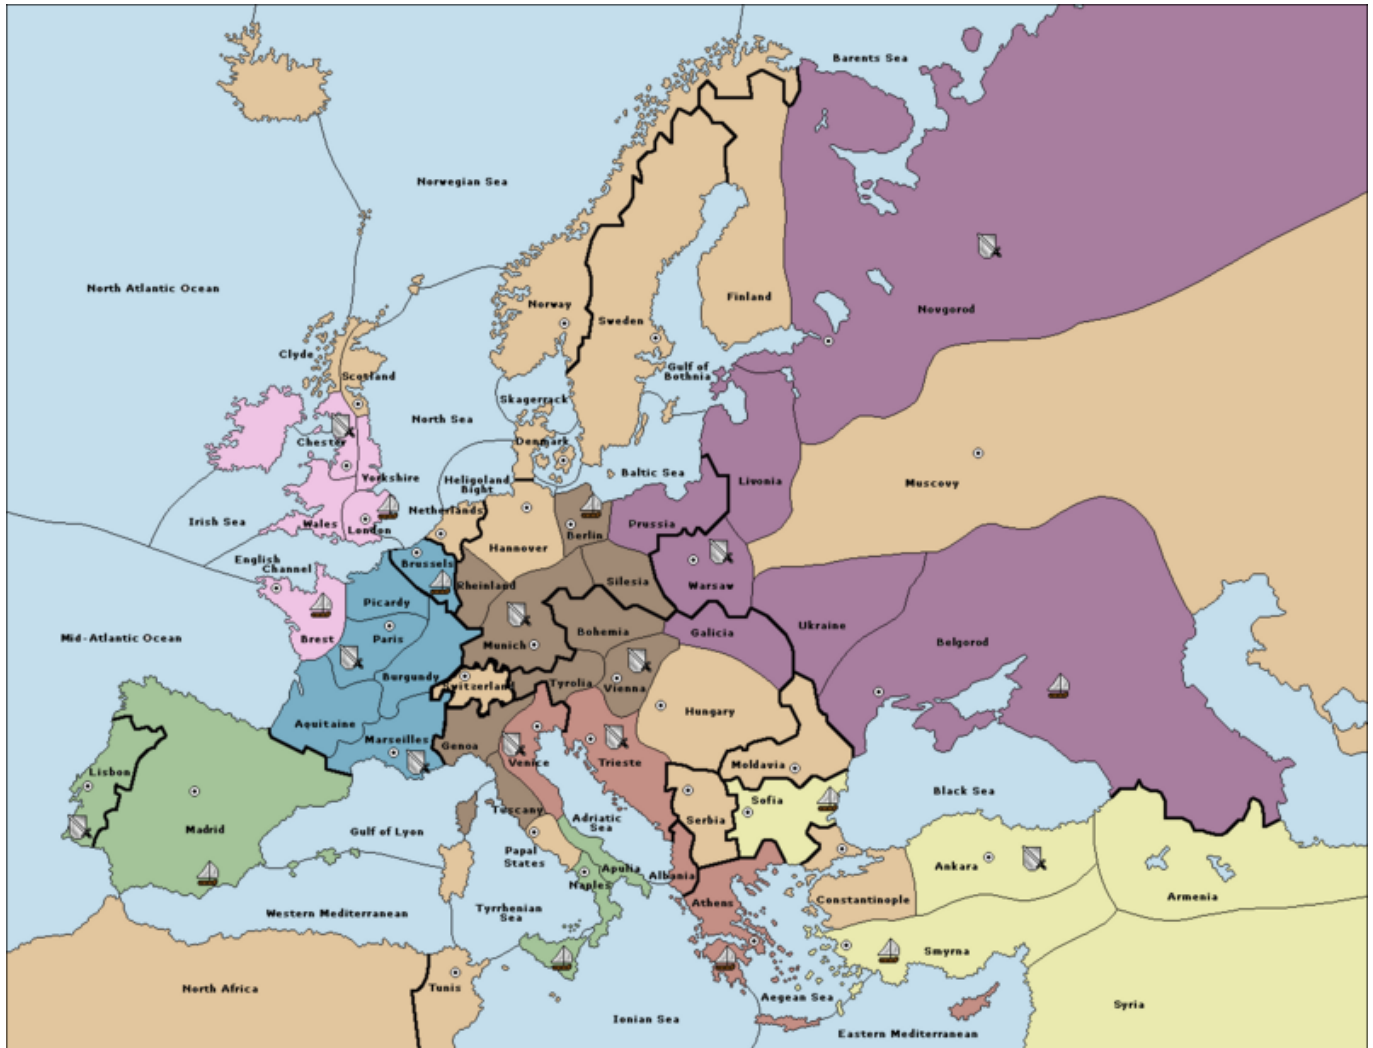 Barents Sea
Norwegian Sea
North Atlantic Ocean
Norway
Sweden
Finland
Novgorod
Clyde
Scotland
Gulf of
Bothnia
Skagerrack
North Sea
Chester
Denmark
Yorkshire
Heligoland
Bight
Baltic Sea
Livonia
Muscovy
Irish Sea
Wales
London
Netherlands
Hannover
Berlin
Prussia
English
Channel
Brussels
Rheinland
Silesia
Warsaw
Picardy
Mid-Atlantic Ocean
Brest
Paris
Munich
Bohemia
Galicia
Ukraine
Belgorod
Burgundy
Switzerland
Tyrolia
Vienna
Hungary
Aquitaine
Marseilles
Genoa
Venice
Trieste
Moldavia
Lisbon
Madrid
Gulf of Lyon
Tuscany
Adriatic
Sea
Serbia
Sofia
Black Sea
Papal
States
Apulia
Naples
Albania
Ankara
Armenia
Western Mediterranean
Tyrrhenian
Sea
Athens
Constantinople
Smyrna
North Africa
Tunis
Ionian Sea
Aegean Sea
Eastern Mediterranean
Syria